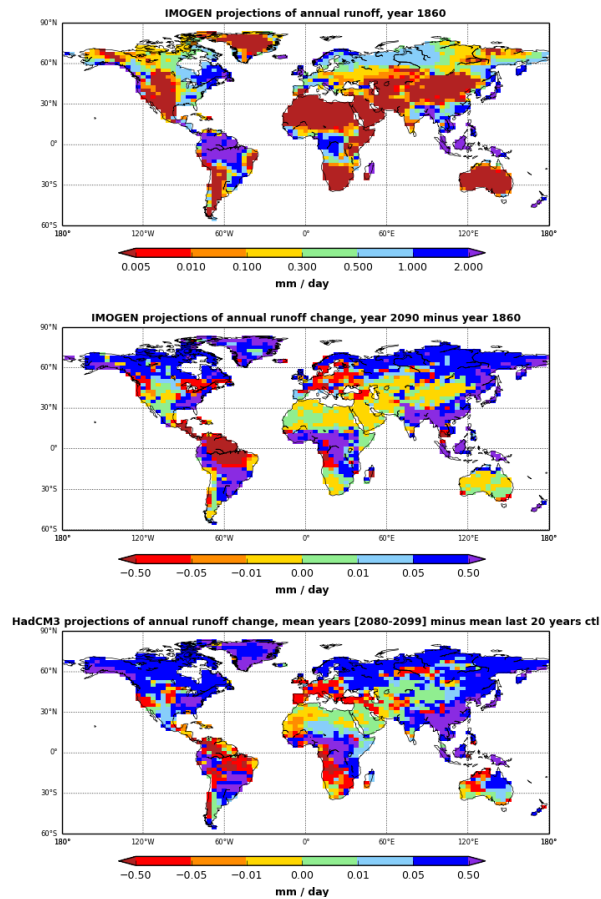 IMOGEN projections of annual runoff, year 1860
90°N
60°N
30°N
0°
30°S
60°S
180° 120°W 60°W 0° 60°E 120°E 180°
0.005 0.010 0.100 0.300 0.500 1.000 2.000
mm / day
IMOGEN projections of annual runoff change, year 2090 minus year 1860
90°N
60°N
30°N
0°
30°S
60°S
180° 120°W 60°W 0° 60°E 120°E 180°
−0.50 −0.05 −0.01 0.00 0.01 0.05 0.50
mm / day
HadCM3 projections of annual runoff change, mean years [2080-2099] minus mean last 20 years ctl
90°N
60°N
30°N
0°
30°S
60°S
180° 120°W 60°W 0° 60°E 120°E 180°
−0.50 −0.05 −0.01 0.00 0.01 0.05 0.50
mm / day